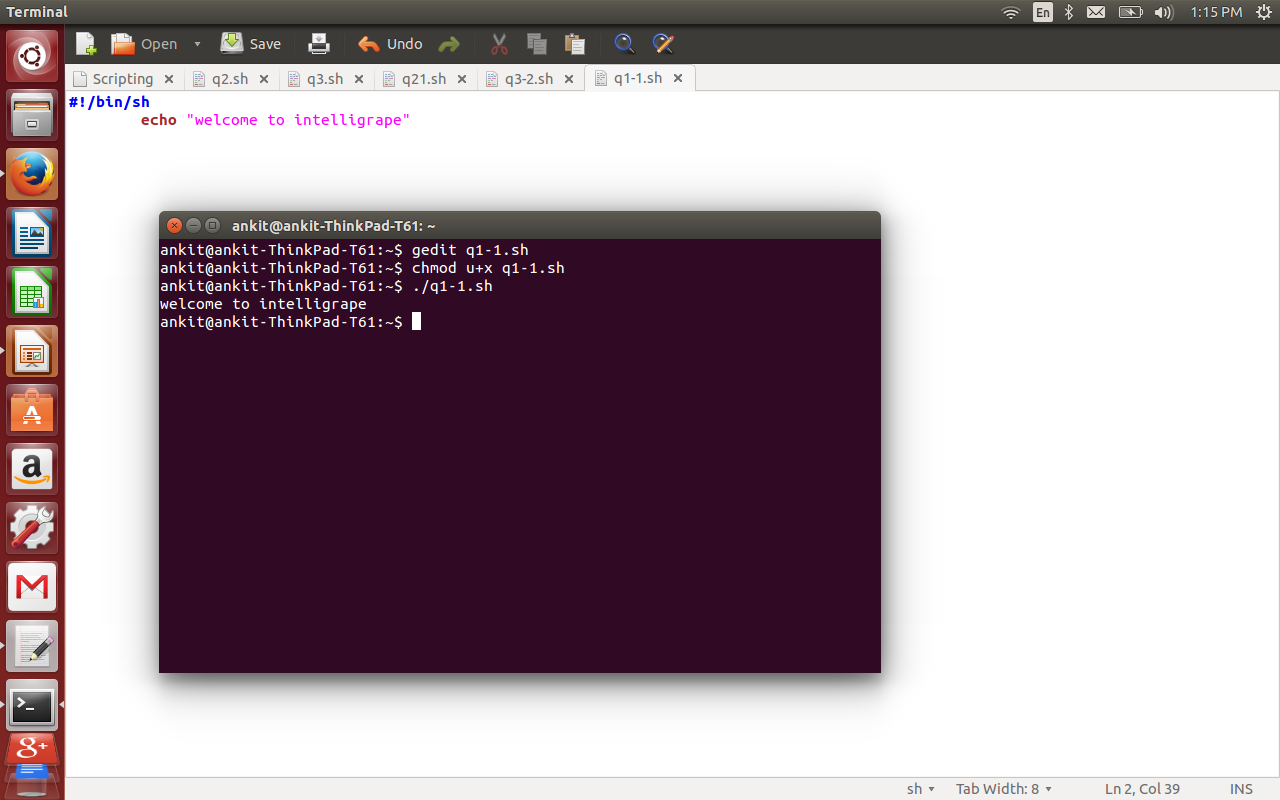 Terminal
En
1:15 PM
Open
Save
Undo
Scripting
q2.sh
q3.sh
q21.sh
q3-2.sh
q1-1.sh
#!/bin/sh
echo "welcome to intelligrape"
ankit@ankit-ThinkPad-T61: ~
ankit@ankit-ThinkPad-T61:~$ gedit q1-1.sh
ankit@ankit-ThinkPad-T61:~$ chmod u+x q1-1.sh
ankit@ankit-ThinkPad-T61:~$ ./q1-1.sh
welcome to intelligrape
ankit@ankit-ThinkPad-T61:~$
A
a
M
>_
g+
sh
Tab Width: 8
Ln 2, Col 39
INS